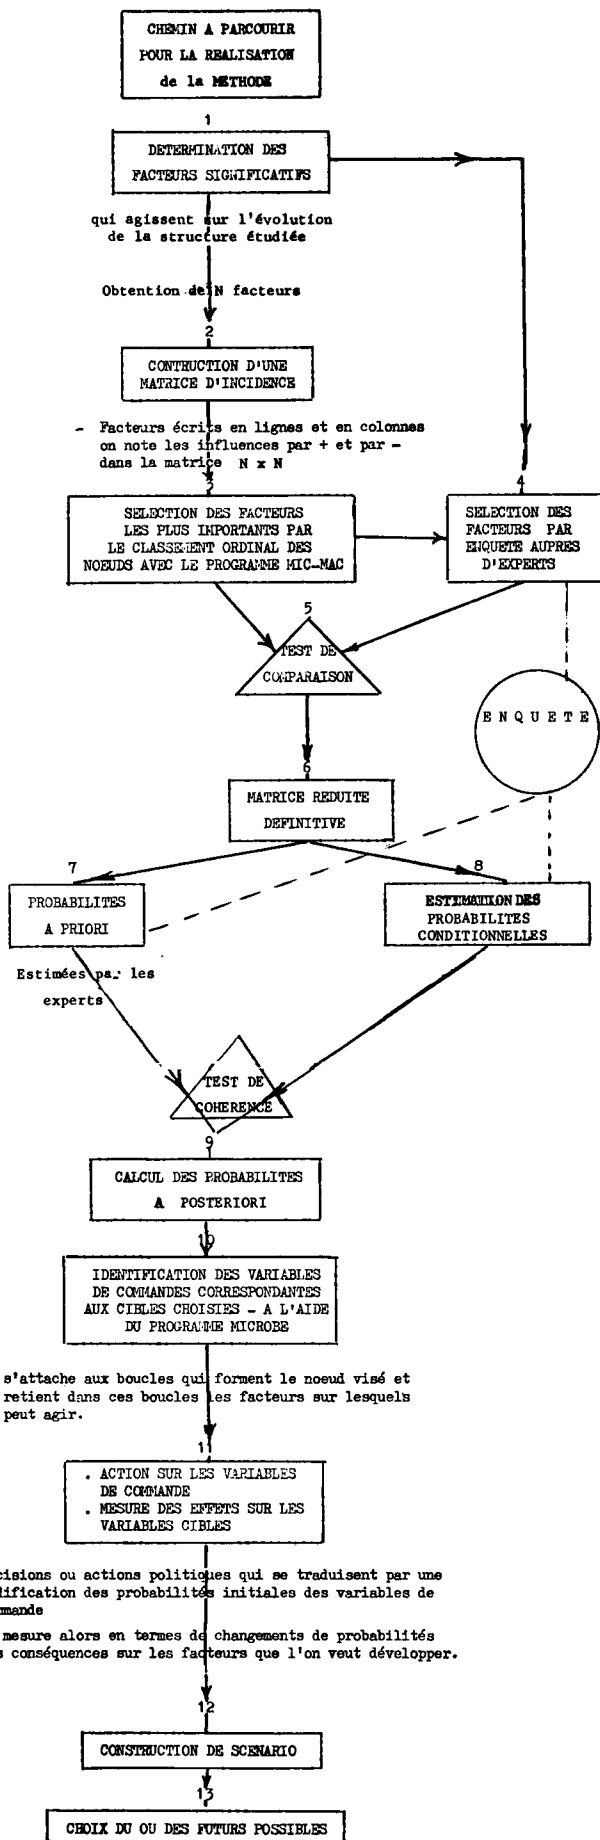 CHEMIN A PARCOURIR
POUR LA REALISATION
de la METHODE
1
DETERMINATION DES
FACTEURS SIGNIFICATIFS
qui agissent sur l'évolution
de la structure étudiée
Obtention de N facteurs
2
CONTRUCTION D'UNE
MATRICE D'INCIDENCE
- Facteurs écrits en lignes et en colonnes
on note les influences par + et par -
dans la matrice N x N
3
SELECTION DES FACTEURS
LES PLUS IMPORTANTS PAR
LE CLASSEMENT ORDINAL DES
NOEUDS AVEC LE PROGRAMME MIC-MAC
4
SELECTION DES
FACTEURS PAR
ENQUETE AUPRES
D'EXPERTS
5
TEST DE
COMPARAISON
ENQUETE
6
MATRICE REDUITE
DEFINITIVE
7
PROBABILITES
A PRIORI
Estimées par les
experts
8
ESTIMATION DES
PROBABILITES
CONDITIONNELLES
TEST DE
COHERENCE
9
CALCUL DES PROBABILITES
A POSTERIORI
10
IDENTIFICATION DES VARIABLES
DE COMMANDES CORRESPONDANTES
AUX CIBLES CHOISIES - A L'AIDE
DU PROGRAMME MICROBE
s'attache aux boucles qui forment le noeud visé et
retient dans ces boucles les facteurs sur lesquels
peut agir.
1
. ACTION SUR LES VARIABLES
DE COMMANDE
. MESURE DES EFFETS SUR LES
VARIABLES CIBLES
cisions ou actions politiques qui se traduisent par une
dification des probabilités initiales des variables de
mmande
mesure alors en termes de changements de probabilités
s conséquences sur les facteurs que l'on veut développer.
12
CONSTRUCTION DE SCENARIO
13
CHOIX DU OU DES FUTURS POSSIBLES